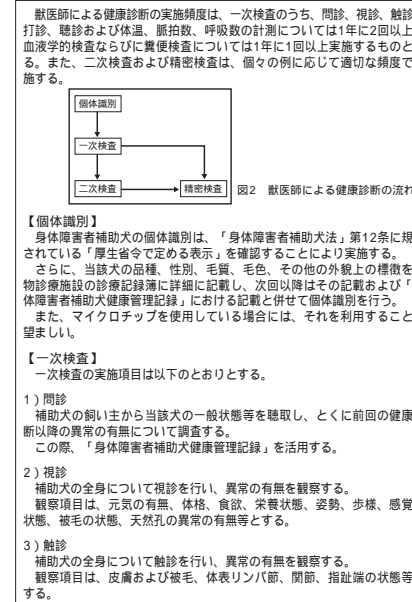 獣医師による健康診断の実施頻度は、一次検査のうち、問診、視診、触診
打診、聴診および体温、脈拍数、呼吸数の計測については1年に2回以上
血液学的検査ならびに糞便検査については1年に1回以上実施するものと
る。また、二次検査および精密検査は、個々の例に応じて適切な頻度で
施する。
個体識別
一次検査
二次検査
精密検査
図2 獣医師による健康診断の流れ
【個体識別】
身体障害者補助犬の個体識別は、「身体障害者補助犬法」第12条に規
されている「厚生省令で定める表示」を確認することにより実施する。
さらに、当該犬の品種、性別、毛質、毛色、その他の外貌上の標徴を
物診療施設の診療記録簿に詳細に記載し、次回以降はその記載および「
体障害者補助犬健康管理記録」における記載と併せて個体識別を行う。
また、マイクロチップを使用している場合には、それを利用すること
望ましい。
【一次検査】
一次検査の実施項目は以下のとおりとする。
1）問診
補助犬の飼い主から当該犬の一般状態等を聴取し、とくに前回の健康
断以降の異常の有無について調査する。
この際、「身体障害者補助犬健康管理記録」を活用する。
2）視診
補助犬の全身について視診を行い、異常の有無を観察する。
観察項目は、元気の有無、体格、食欲、栄養状態、姿勢、歩様、感覚
状態、被毛の状態、天然孔の異常の有無等とする。
3）触診
補助犬の全身について触診を行い、異常の有無を観察する。
観察項目は、皮膚および被毛、体表リンパ節、関節、指趾端の状態等
する。